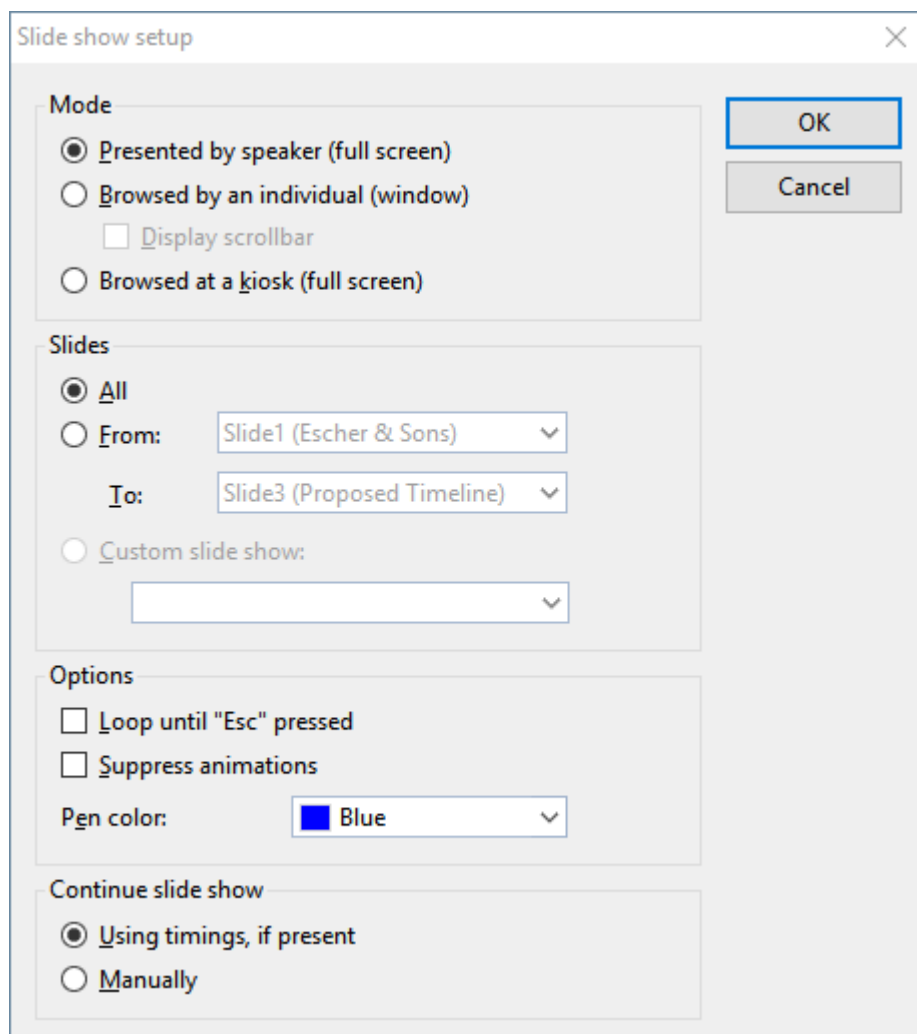 Slide show setup
Mode
OK
Presented by speaker (full screen)
Cancel
Browsed by an individual (window)
Display scrollbar
Browsed at a kiosk (full screen)
Slides
All
From: Slide1 (Escher & Sons)
To: Slide3 (Proposed Timeline)
Custom slide show:
Options
Loop until "Esc" pressed
Suppress animations
Pen color: Blue
Continue slide show
Using timings, if present
Manually